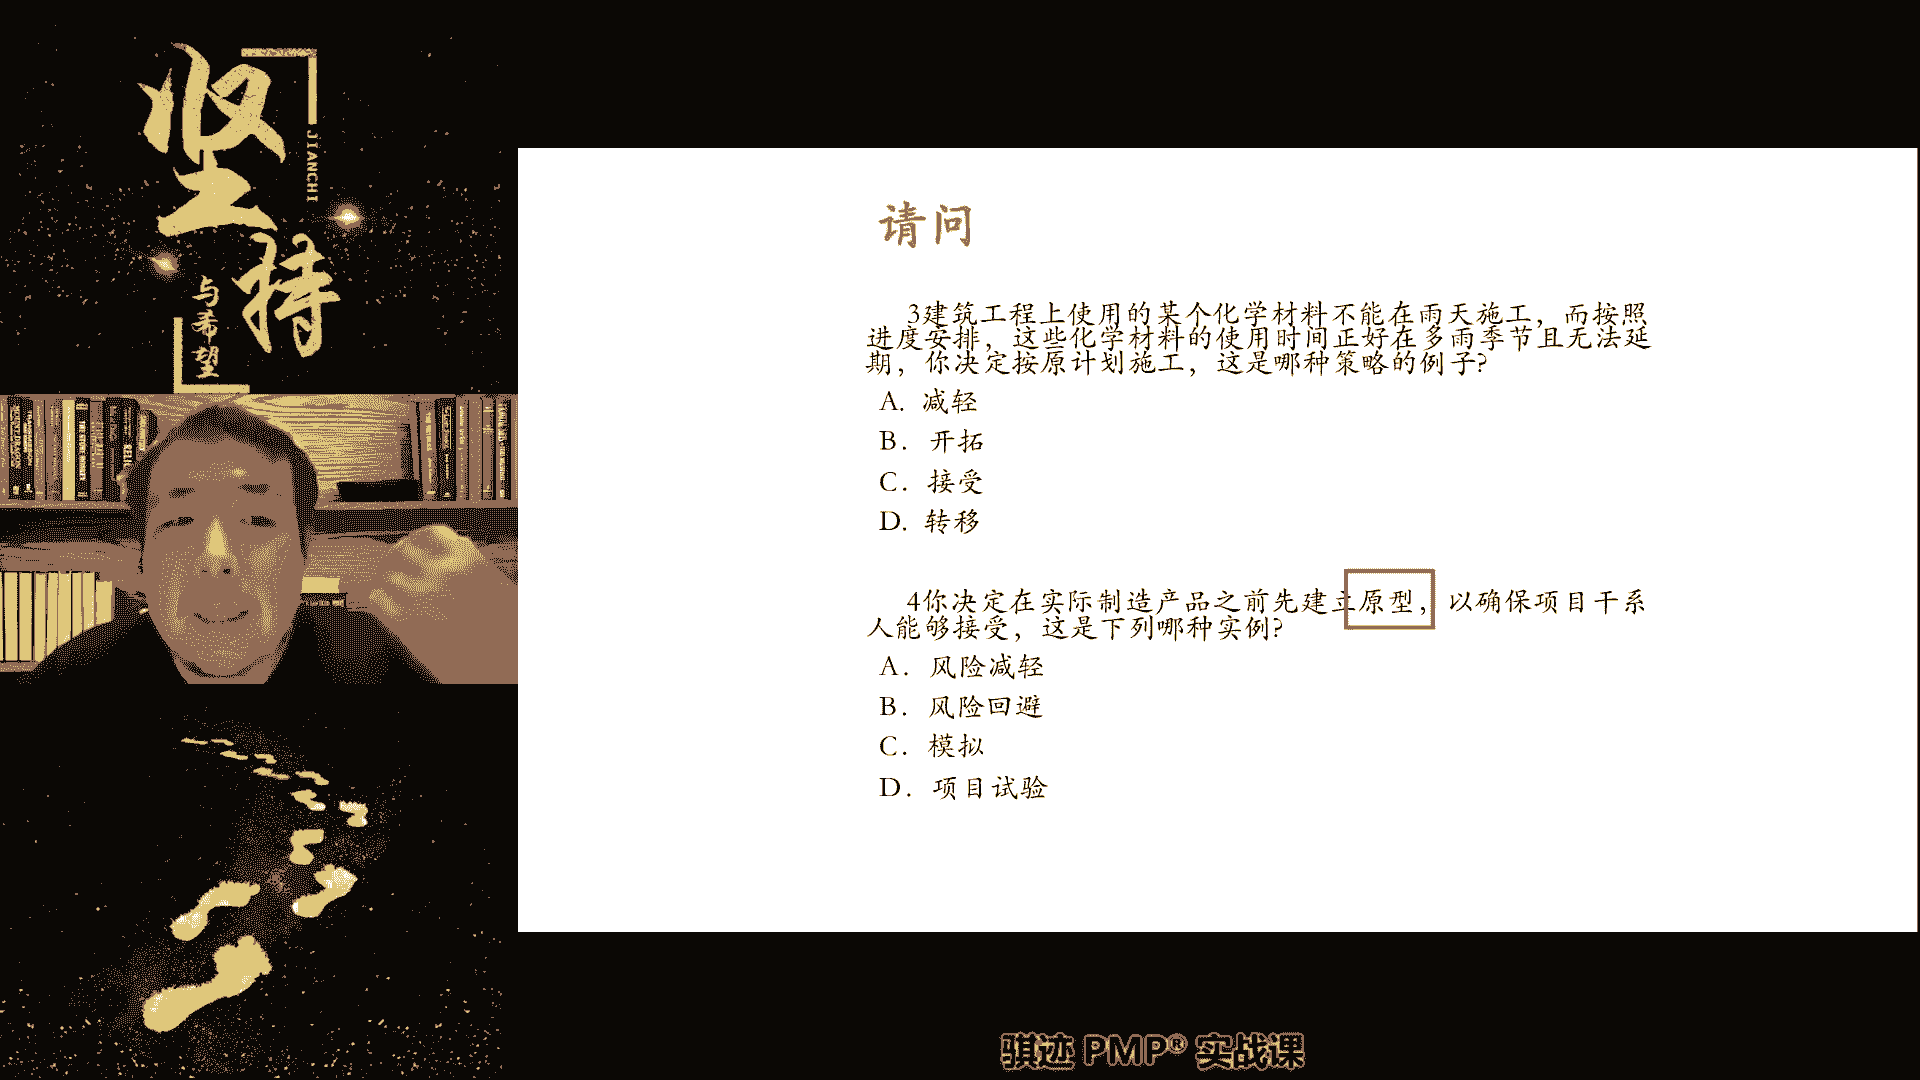 坚持
JIANCHI
与希望
请问
3建筑工程上使用的某个化学材料不能在雨天施工，而按照
进度安排，这些化学材料的使用时间正好在多雨季节且无法延
期，你决定按原计划施工，这是哪种策略的例子?
A. 减轻
B. 开拓
C. 接受
D. 转移
4你决定在实际制造产品之前先建立原型，以确保项目干系
人能够接受，这是下列哪种实例?
A. 风险减轻
B. 风险回避
C. 模拟
D. 项目试验
骐迹 PMP® 实战课